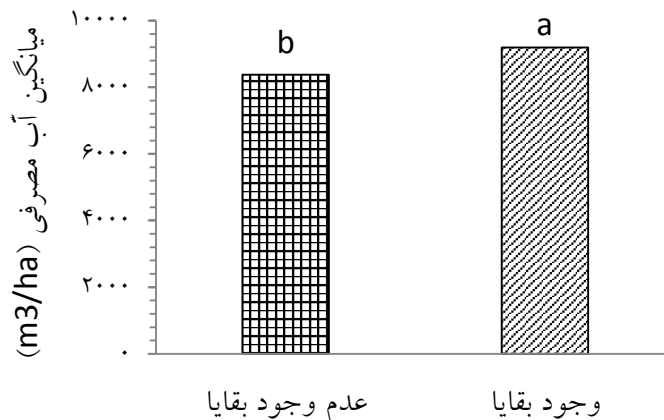 میانگین آب مصرفی (m3/ha)
۱۰۰۰۰
۸۰۰۰
۶۰۰۰
۴۰۰۰
۲۰۰۰
۰
b
a
عدم وجود بقایا
وجود بقایا